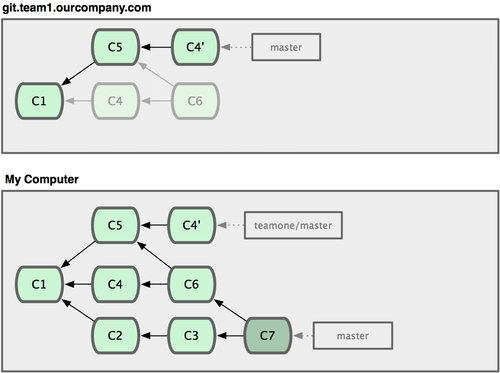 git.team1.ourcompany.com
C5 C4' master
C1 C4 C6
My Computer
C5 C4' teamone/master
C1 C4 C6
C2 C3 C7 master